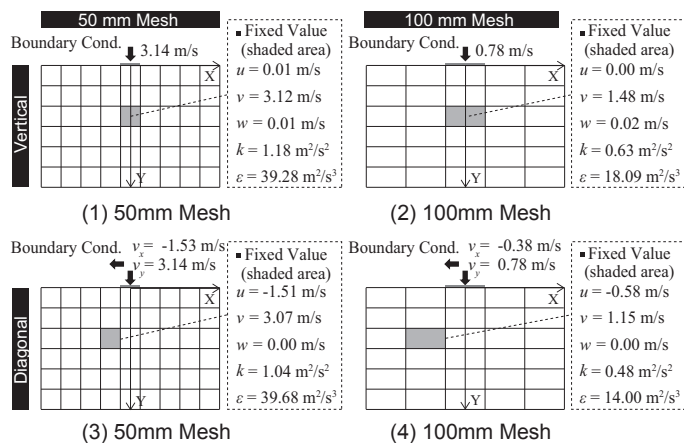 50 mm Mesh
100 mm Mesh
Vertical
Boundary Cond.
3.14 m/s
X
Y
Fixed Value
(shaded area)
u = 0.01 m/s
v = 3.12 m/s
w = 0.01 m/s
k = 1.18 m²/s²
ε = 39.28 m²/s³
(1) 50mm Mesh
Boundary Cond.
0.78 m/s
X
Y
Fixed Value
(shaded area)
u = 0.00 m/s
v = 1.48 m/s
w = 0.02 m/s
k = 0.63 m²/s²
ε = 18.09 m²/s³
(2) 100mm Mesh
Diagonal
Boundary Cond.
vₓ = -1.53 m/s
v_y = 3.14 m/s
X
Y
Fixed Value
(shaded area)
u = -1.51 m/s
v = 3.07 m/s
w = 0.00 m/s
k = 1.04 m²/s²
ε = 39.68 m²/s³
(3) 50mm Mesh
Boundary Cond.
vₓ = -0.38 m/s
v_y = 0.78 m/s
X
Y
Fixed Value
(shaded area)
u = -0.58 m/s
v = 1.15 m/s
w = 0.00 m/s
k = 0.48 m²/s²
ε = 14.00 m²/s³
(4) 100mm Mesh